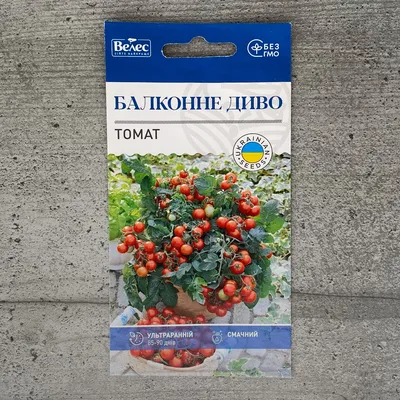 Велес
БЕЗ
ГМО
БАЛКОННЕ ДИВО
ТОМАТ
UKRAINIAN
SEEDS
УЛЬТРАРАННІЙ
85-90 днів
СМАЧНИЙ